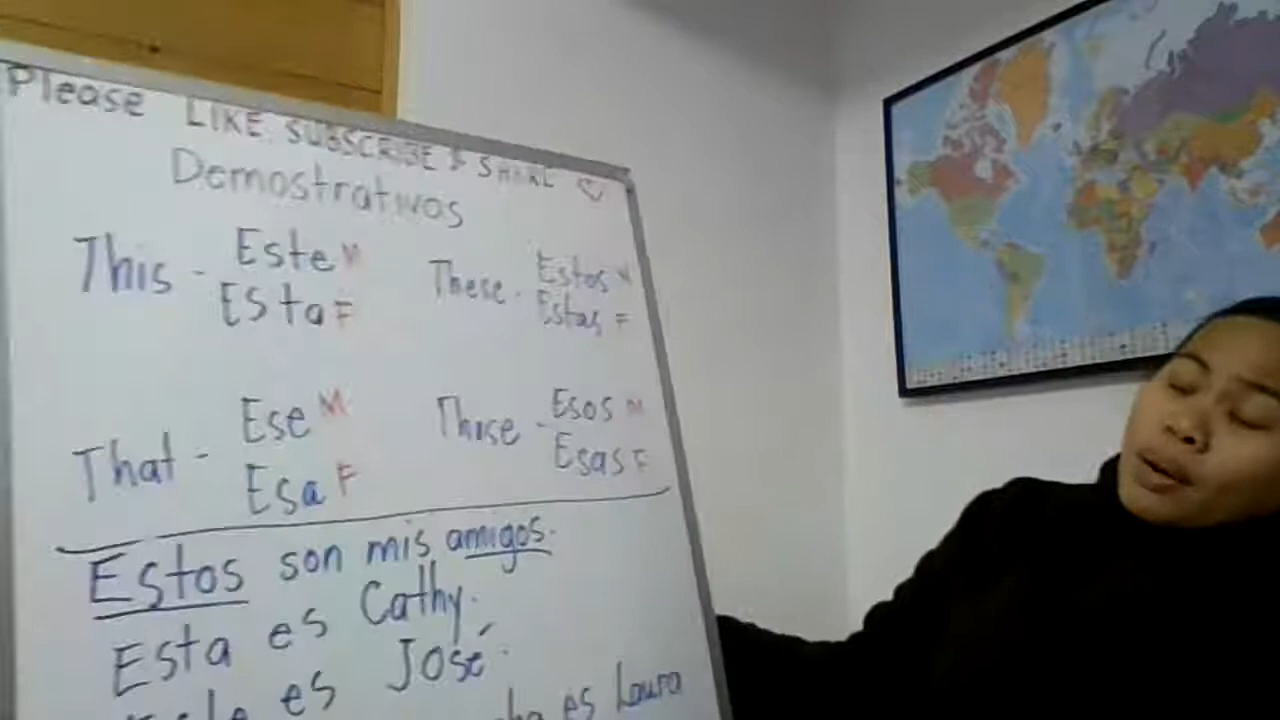 Please LIKE, SUBSCRIBE & SHARE
Demostrativos
This - Este M
Esta F
These - Estos M
Estas F
That - Ese M
Esa F
Those - Esos M
Esas F
Estos son mis amigos.
Esta es Cathy.
es José.
es Laura